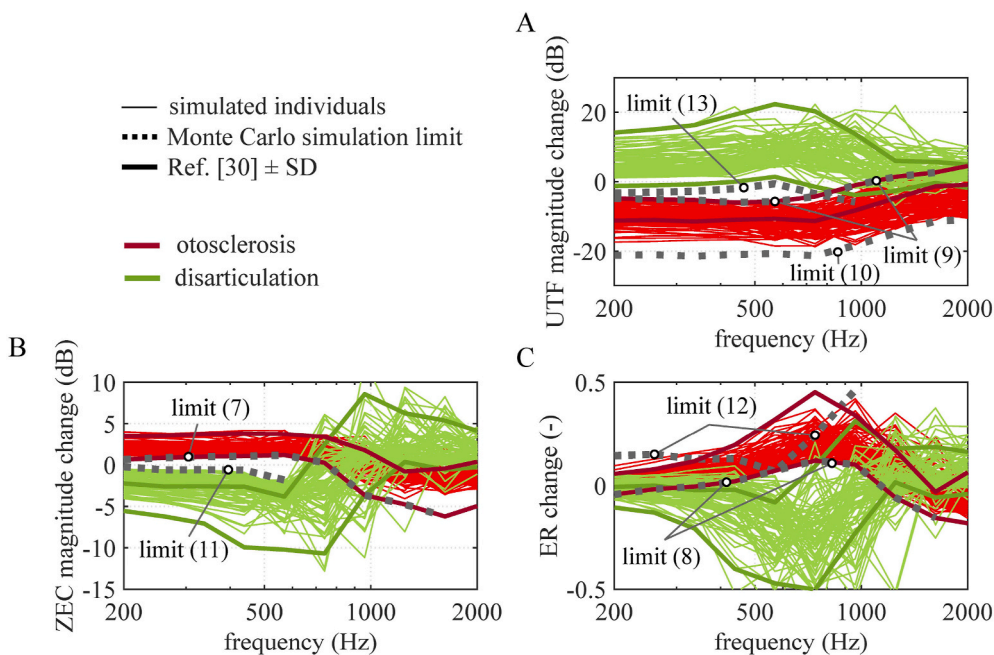 simulated individuals
Monte Carlo simulation limit
Ref. [30] ± SD
otosclerosis
disarticulation
A
UTF magnitude change (dB)
20
0
-20
limit (13)
limit (9)
limit (10)
200
500
1000
2000
frequency (Hz)
B
ZEC magnitude change (dB)
10
5
0
-5
-10
-15
limit (7)
limit (11)
200
500
1000
2000
frequency (Hz)
C
ER change (-)
0.5
0
-0.5
limit (12)
limit (8)
200
500
1000
2000
frequency (Hz)